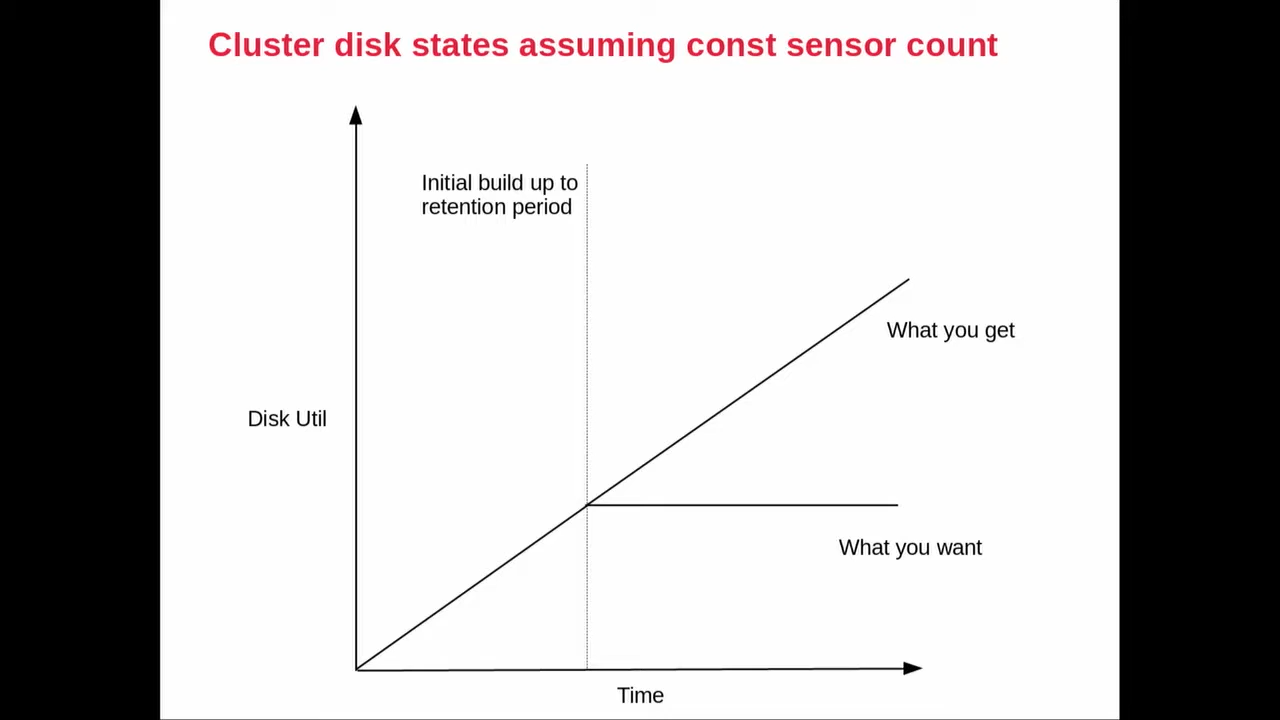 Cluster disk states assuming const sensor count
Initial build up to
retention period
What you get
Disk Util
What you want
Time